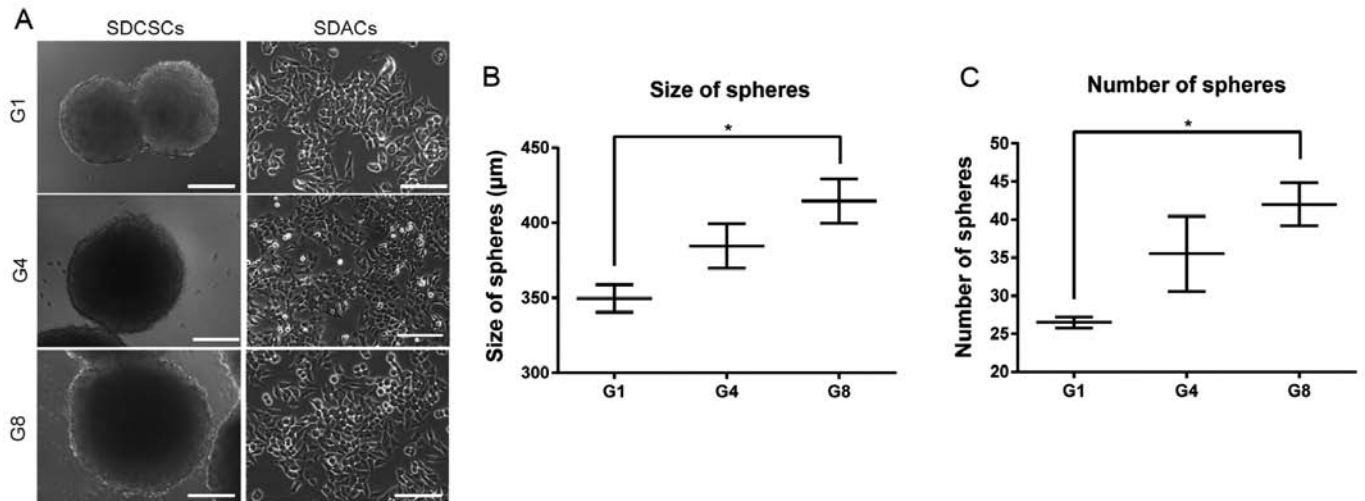 A
SDCSCs
SDACs
G1
G4
G8
B
Size of spheres
*
Size of spheres (μm)
450
400
350
300
G1
G4
G8
C
Number of spheres
*
Number of spheres
50
45
40
35
30
25
20
G1
G4
G8